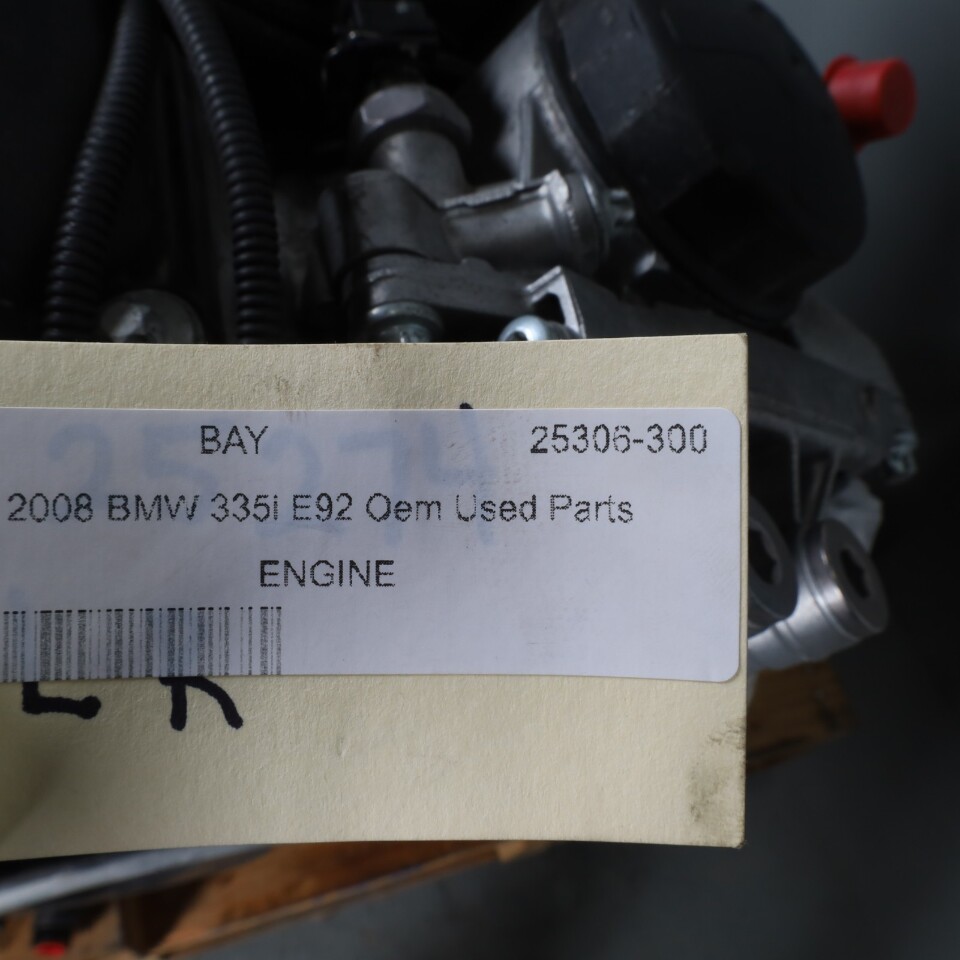 BAY 25306-300
2008 BMW 335i E92 Oem Used Parts
ENGINE